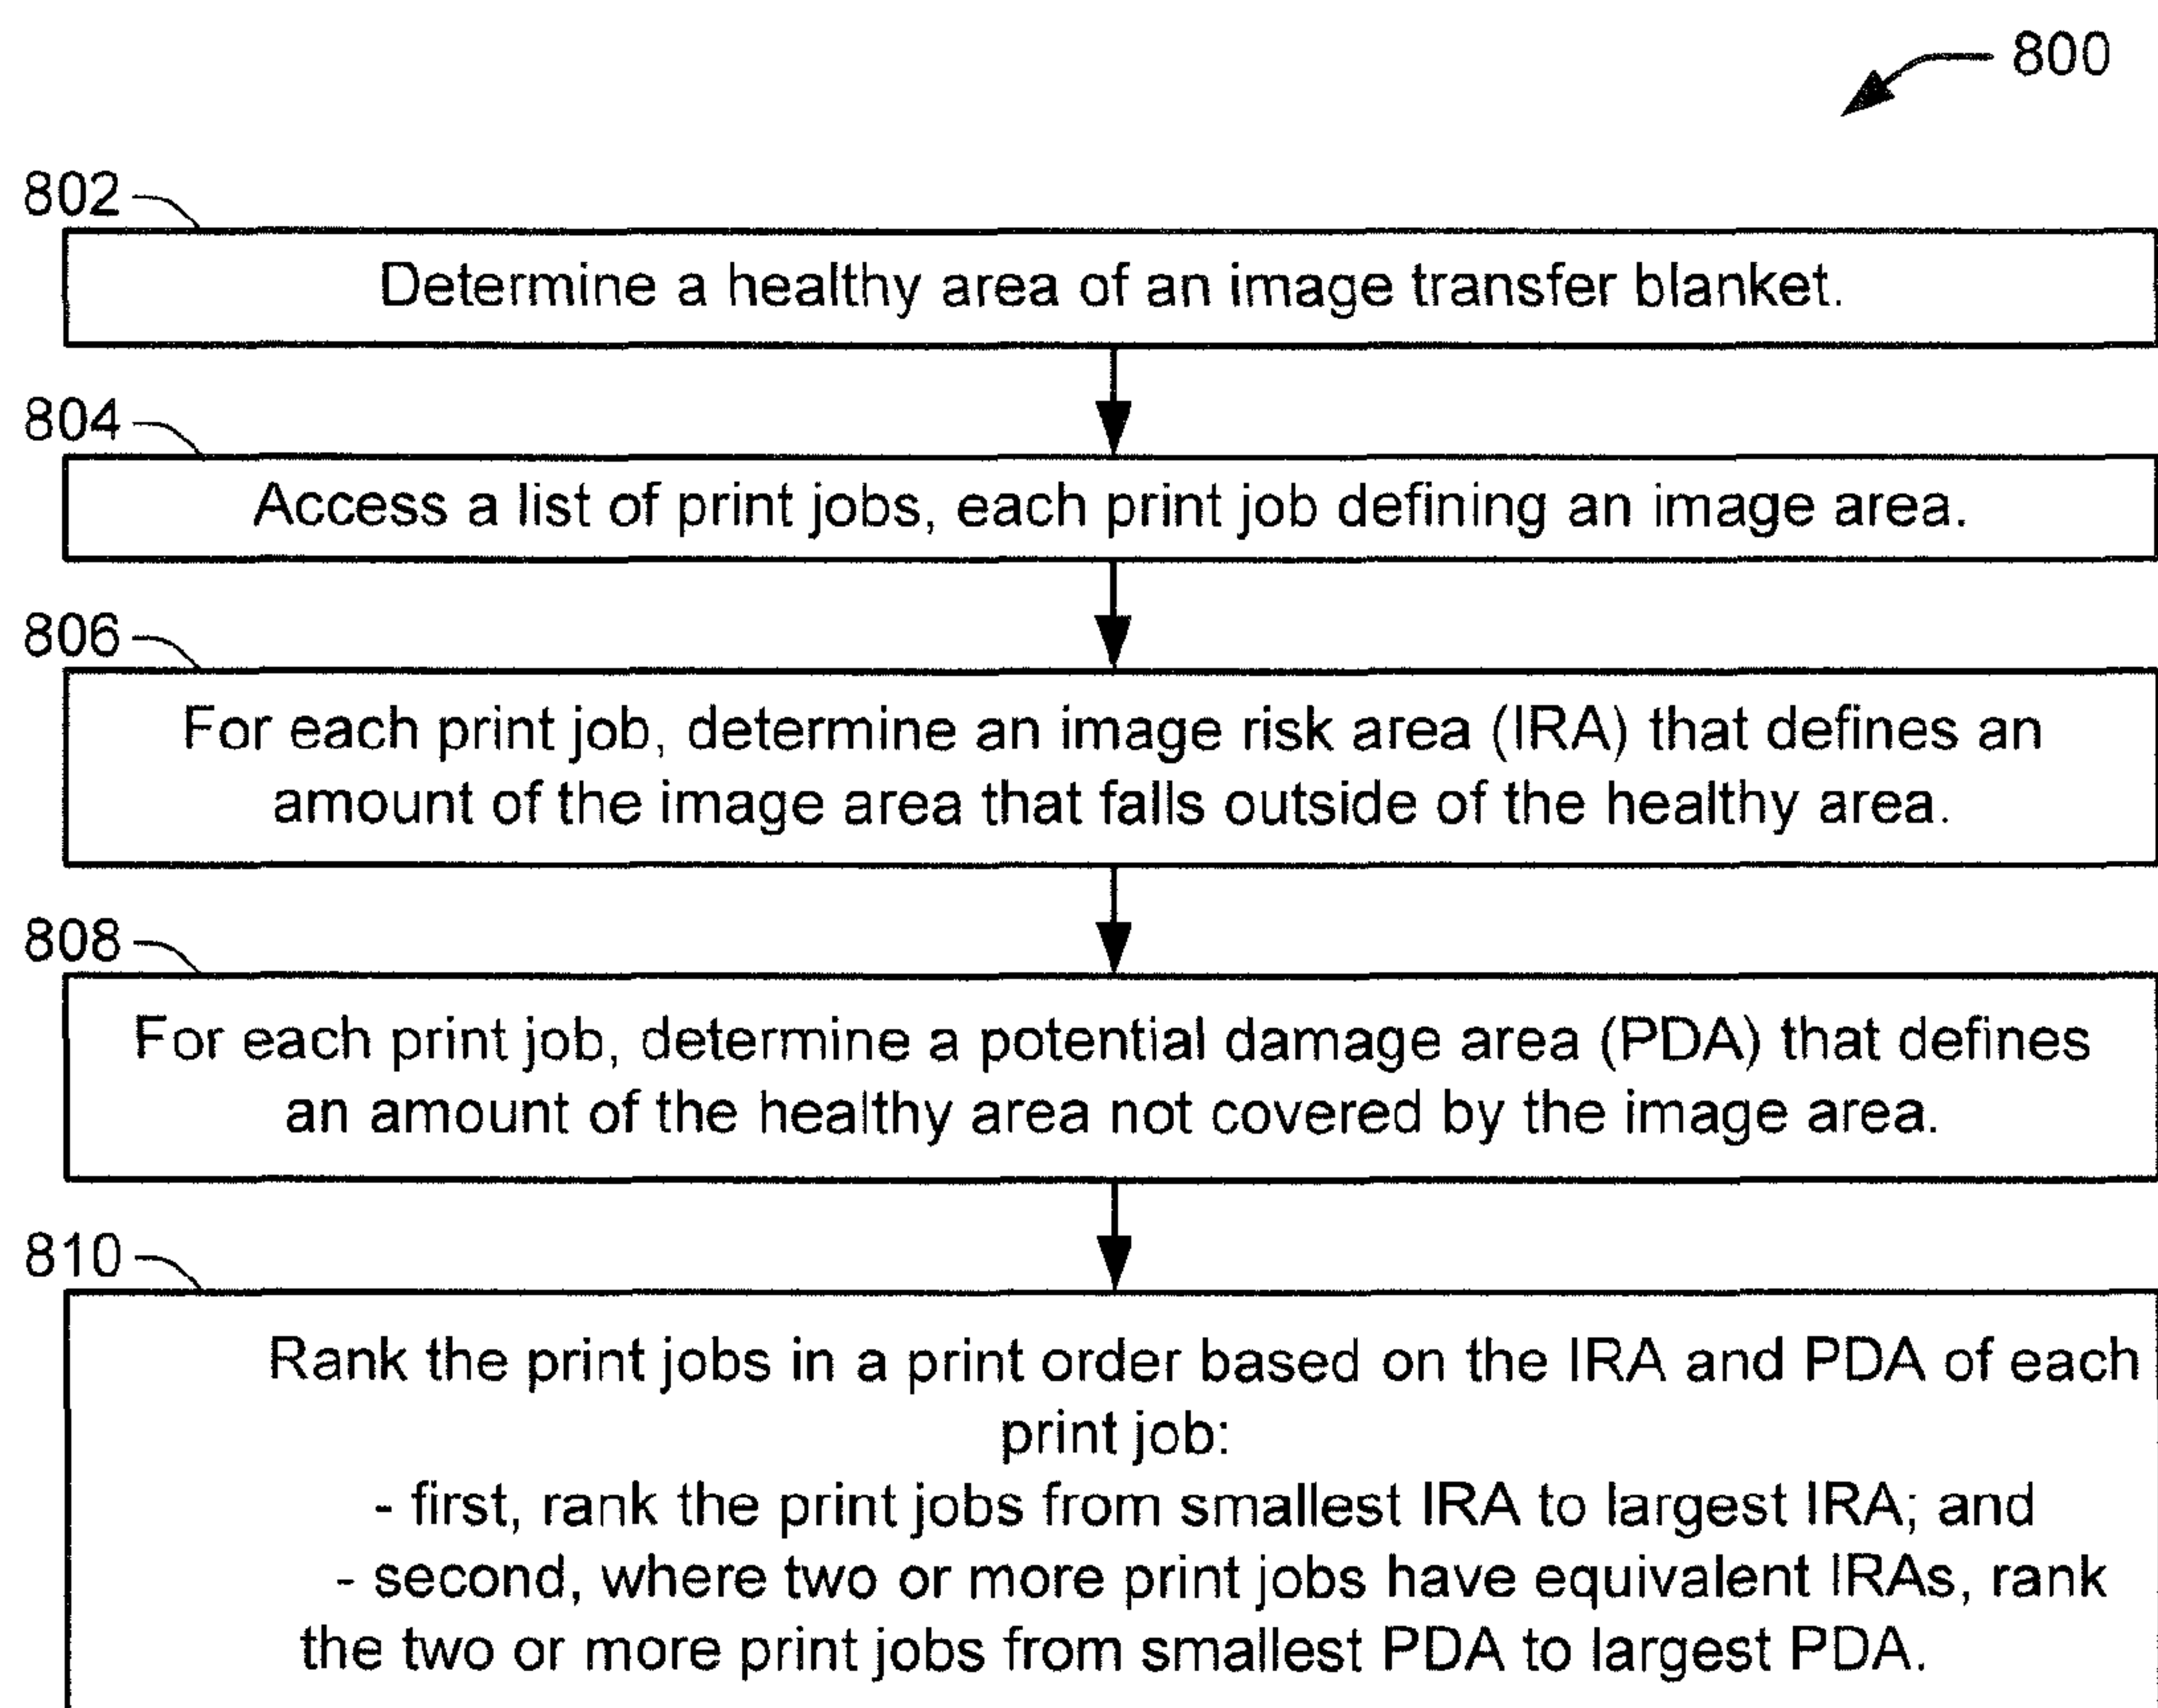 800
802
Determine a healthy area of an image transfer blanket.
804
Access a list of print jobs, each print job defining an image area.
806
For each print job, determine an image risk area (IRA) that defines an
amount of the image area that falls outside of the healthy area.
808
For each print job, determine a potential damage area (PDA) that defines
an amount of the healthy area not covered by the image area.
810
Rank the print jobs in a print order based on the IRA and PDA of each
print job:
- first, rank the print jobs from smallest IRA to largest IRA; and
- second, where two or more print jobs have equivalent IRAs, rank
the two or more print jobs from smallest PDA to largest PDA.